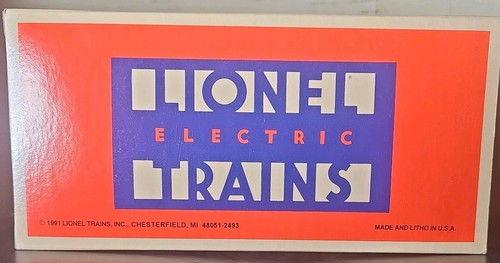 LIONEL®
ELECTRIC
TRAINS
© 1991 LIONEL TRAINS, INC., CHESTERFIELD, MI 48051-2493
MADE AND LITHO IN U.S.A.